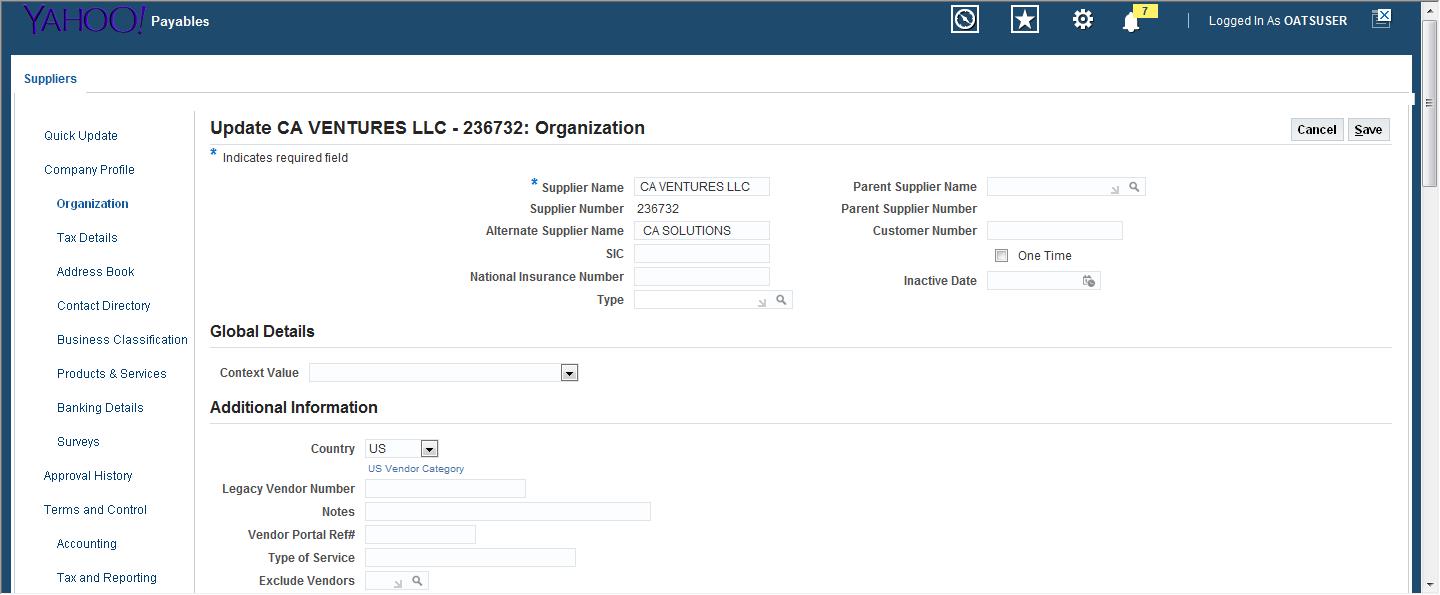 YAHOO! Payables 7 Logged In As OATSUSER
Suppliers
Quick Update
Company Profile
Organization
Tax Details
Address Book
Contact Directory
Business Classification
Products & Services
Banking Details
Surveys
Approval History
Terms and Control
Accounting
Tax and Reporting
Update CA VENTURES LLC - 236732: Organization
Cancel Save
* Indicates required field
* Supplier Name CA VENTURES LLC
Supplier Number 236732
Alternate Supplier Name CA SOLUTIONS
SIC
National Insurance Number
Type
Parent Supplier Name
Parent Supplier Number
Customer Number
One Time
Inactive Date
Global Details
Context Value
Additional Information
Country US
US Vendor Category
Legacy Vendor Number
Notes
Vendor Portal Ref#
Type of Service
Exclude Vendors